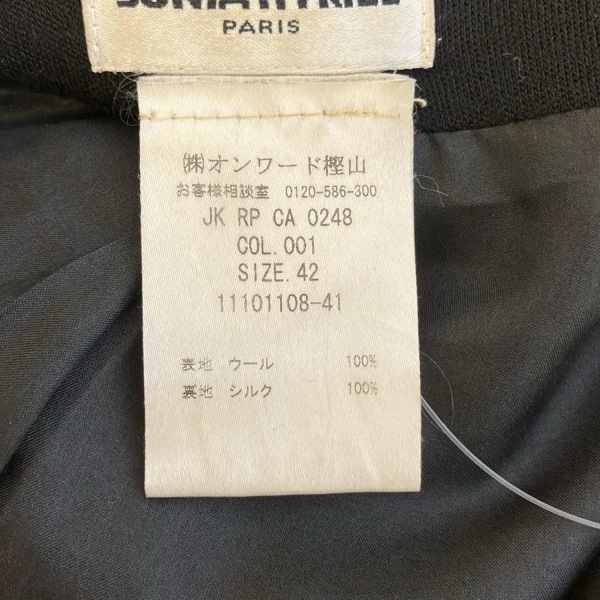 PARIS
㈱オンワード樫山
お客様相談室 0120-586-300
JK RP CA 0248
COL.001
SIZE.42
11101108-41
表地 ウール 100%
裏地 シルク 100%